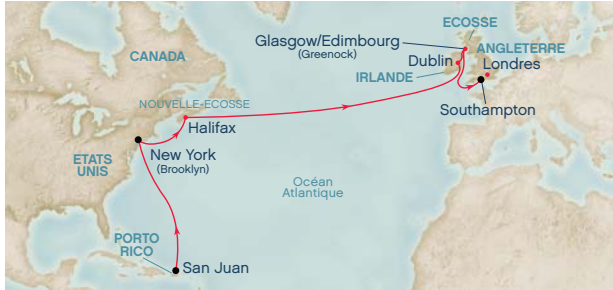 ECOSSE
Glasgow/Edimbourg
(Greenock)
ANGLETERRE
CANADA
Dublin
Londres
IRLANDE
NOUVELLE-ECOSSE
Southampton
Halifax
New York
(Brooklyn)
ETATS
UNIS
Océan
Atlantique
PORTO
RICO
San Juan